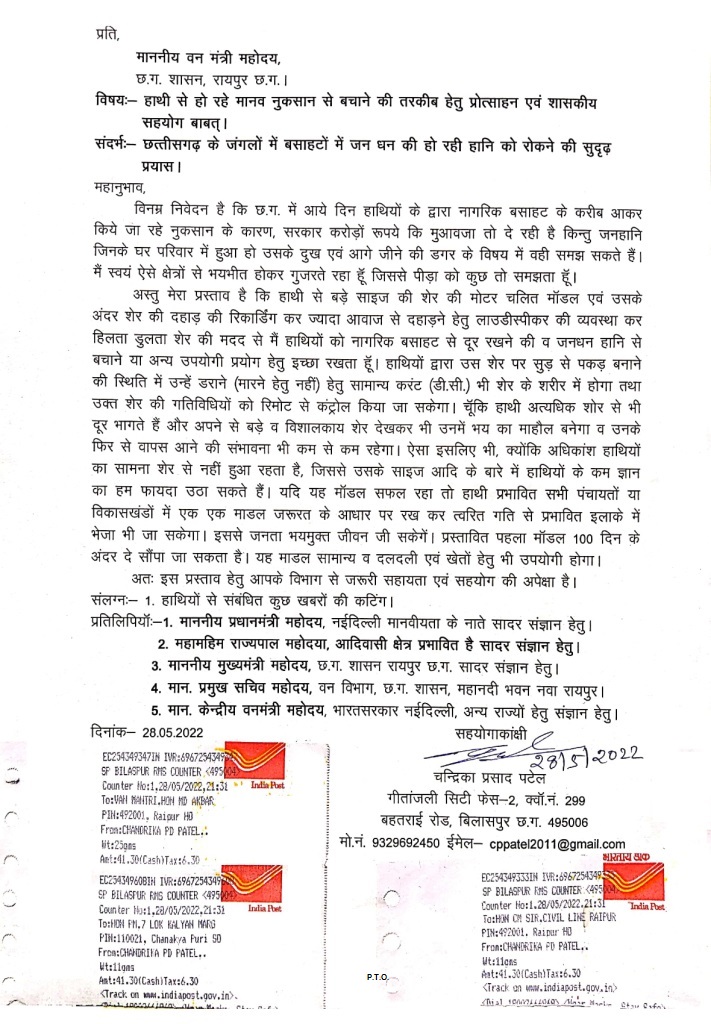 प्रति,
माननीय वन मंत्री महोदय,
छ.ग. शासन, रायपुर छ.ग.।
विषयः– हाथी से हो रहे मानव नुकसान से बचाने की तरकीब हेतु प्रोत्साहन एवं शासकीय
सहयोग बाबत्।
संदर्भः– छत्तीसगढ़ के जंगलों में बसाहटों में जन धन की हो रही हानि को रोकने की सुदृढ़
प्रयास।
महानुभाव,
विनम्र निवेदन है कि छ.ग. में आये दिन हाथियों के द्वारा नागरिक बसाहट के करीब आकर
किये जा रहे नुकसान के कारण, सरकार करोड़ों रूपये कि मुआवजा तो दे रही है किन्तु जनहानि
जिनके घर परिवार में हुआ हो उसके दुख एवं आगे जीने की डगर के विषय में वही समझ सकते हैं।
मैं स्वयं ऐसे क्षेत्रों से भयभीत होकर गुजरते रहा हूॅं जिससे पीड़ा को कुछ तो समझता हूॅं।
अस्तु मेरा प्रस्ताव है कि हाथी से बड़े साइज की शेर की मोटर चलित मॉडल एवं उसके
अंदर शेर की दहाड़ की रिकार्डिंग कर ज्यादा आवाज से दहाड़ने हेतु लाउडीस्पीकर की व्यवस्था कर
हिलता डुलता शेर की मदद से मैं हाथियों को नागरिक बसाहट से दूर रखने की व जनधन हानि से
बचाने या अन्य उपयोगी प्रयोग हेतु इच्छा रखता हूॅं। हाथियों द्वारा उस शेर पर सुड़ से पकड़ बनाने
की स्थिति में उन्हें डराने (मारने हेतु नहीं) हेतु सामान्य करंट (डी.सी.) भी शेर के शरीर में होगा तथा
उक्त शेर की गतिविधियों को रिमोट से कंट्रोल किया जा सकेगा। चूॅंकि हाथी अत्यधिक शोर से भी
दूर भागते हैं और अपने से बड़े व विशालकाय शेर देखकर भी उनमें भय का माहौल बनेगा व उनके
फिर से वापस आने की संभावना भी कम से कम रहेगा। ऐसा इसलिए भी, क्योंकि अधिकांश हाथियों
का सामना शेर से नहीं हुआ रहता है, जिससे उसके साइज आदि के बारे में हाथियों के कम ज्ञान
का हम फायदा उठा सकते हैं। यदि यह मॉडल सफल रहा तो हाथी प्रभावित सभी पंचायतों या
विकासखंडों में एक एक माडल जरूरत के आधार पर रख कर त्वरित गति से प्रभावित इलाके में
भेजा भी जा सकेगा। इससे जनता भयमुक्त जीवन जी सकेगें। प्रस्तावित पहला मॉडल 100 दिन के
अंदर दे सौंपा जा सकता है। यह माडल सामान्य व दलदली एवं खेतों हेतु भी उपयोगी होगा।
अतः इस प्रस्ताव हेतु आपके विभाग से जरूरी सहायता एवं सहयोग की अपेक्षा है।
संलग्नः– 1. हाथियों से संबंधित कुछ खबरों की कटिंग।
प्रतिलिपियॉः–1. माननीय प्रधानमंत्री महोदय, नईदिल्ली मानवीयता के नाते सादर संज्ञान हेतु।
2. महामहिम राज्यपाल महोदया, आदिवासी क्षेत्र प्रभावित है सादर संज्ञान हेतु।
3. माननीय मुख्यमंत्री महोदय, छ.ग. शासन रायपुर छ.ग. सादर संज्ञान हेतु।
4. मान. प्रमुख सचिव महोदय, वन विभाग, छ.ग. शासन, महानदी भवन नवा रायपुर।
5. मान. केन्द्रीय वनमंत्री महोदय, भारतसरकार नईदिल्ली, अन्य राज्यों हेतु संज्ञान हेतु।
दिनांक– 28.05.2022
सहयोगाकांक्षी
28/5/2022
चन्द्रिका प्रसाद पटेल
गीतांजली सिटी फेस–2, क्वॉ.नं. 299
बहतराई रोड, बिलासपुर छ.ग. 495006
मो.नं. 9329692450 ईमेल– cppatel2011@gmail.com
EC254349347IN IVR:6967254349
SP BILASPUR RMS COUNTER <495004>
Counter No:1,28/05/2022,21:31
To:VAN MANTRI,HON MD AKBAR
PIN:492001, Raipur HO
From:CHANDRIKA PD PATEL..
Wt:25gms
Amt:41.30(Cash)Tax:6.30
India Post
EC254349608IN IVR:6967254349
SP BILASPUR RMS COUNTER <495004>
Counter No:1,28/05/2022,21:31
To:HON PM,7 LOK KALYAN MARG
PIN:110021, Chanakya Puri SO
From:CHANDRIKA PD PATEL..
Wt:11gms
Amt:41.30(Cash)Tax:6.30
<Track on www.indiapost.gov.in>
India Post
P.T.O.
भारतीय डाक
EC254349333IN IVR:6967254349
SP BILASPUR RMS COUNTER <495004>
Counter No:1,28/05/2022,21:31
To:HON CM SIR,CIVIL LINE RAIPUR
PIN:492001, Raipur HO
From:CHANDRIKA PD PATEL..
Wt:11gms
Amt:41.30(Cash)Tax:6.30
<Track on www.indiapost.gov.in>
India Post